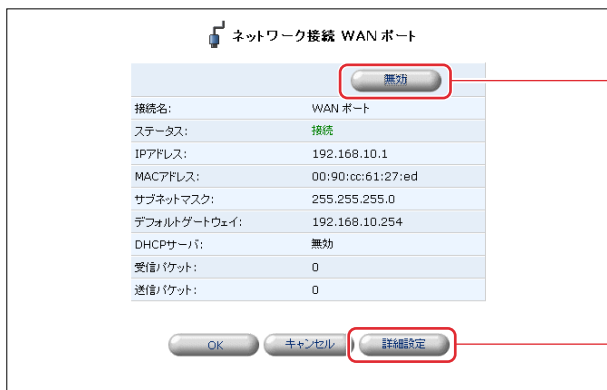 ネットワーク接続 WAN ポート
無効
接続名: WAN ポート
ステータス: 接続
IPアドレス: 192.168.10.1
MACアドレス: 00:90:cc:61:27:ed
サブネットマスク: 255.255.255.0
デフォルトゲートウェイ: 192.168.10.254
DHCPサーバ: 無効
受信パケット: 0
送信パケット: 0
OK キャンセル 詳細設定